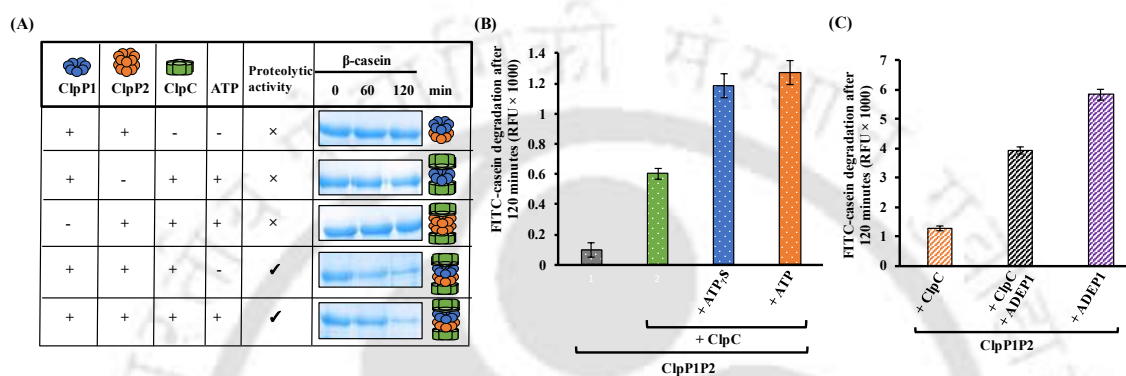 (A)
ClpP1 ClpP2 ClpC ATP Proteolytic activity β-casein
0 60 120 min
+ + - - ×
+ - + + ×
- + + + ×
+ + + - ✓
+ + + + ✓
(B)
FITC-casein degradation after
120 minutes (RFU × 1000)
1.4
1.2
1
0.8
0.6
0.4
0.2
0
1
2
+ ATPγS
+ ATP
+ ClpC
ClpP1P2
(C)
FITC-casein degradation after
120 minutes (RFU × 1000)
7
6
5
4
3
2
1
0
+ ClpC
+ ClpC
+ ADEP1
+ ADEP1
ClpP1P2